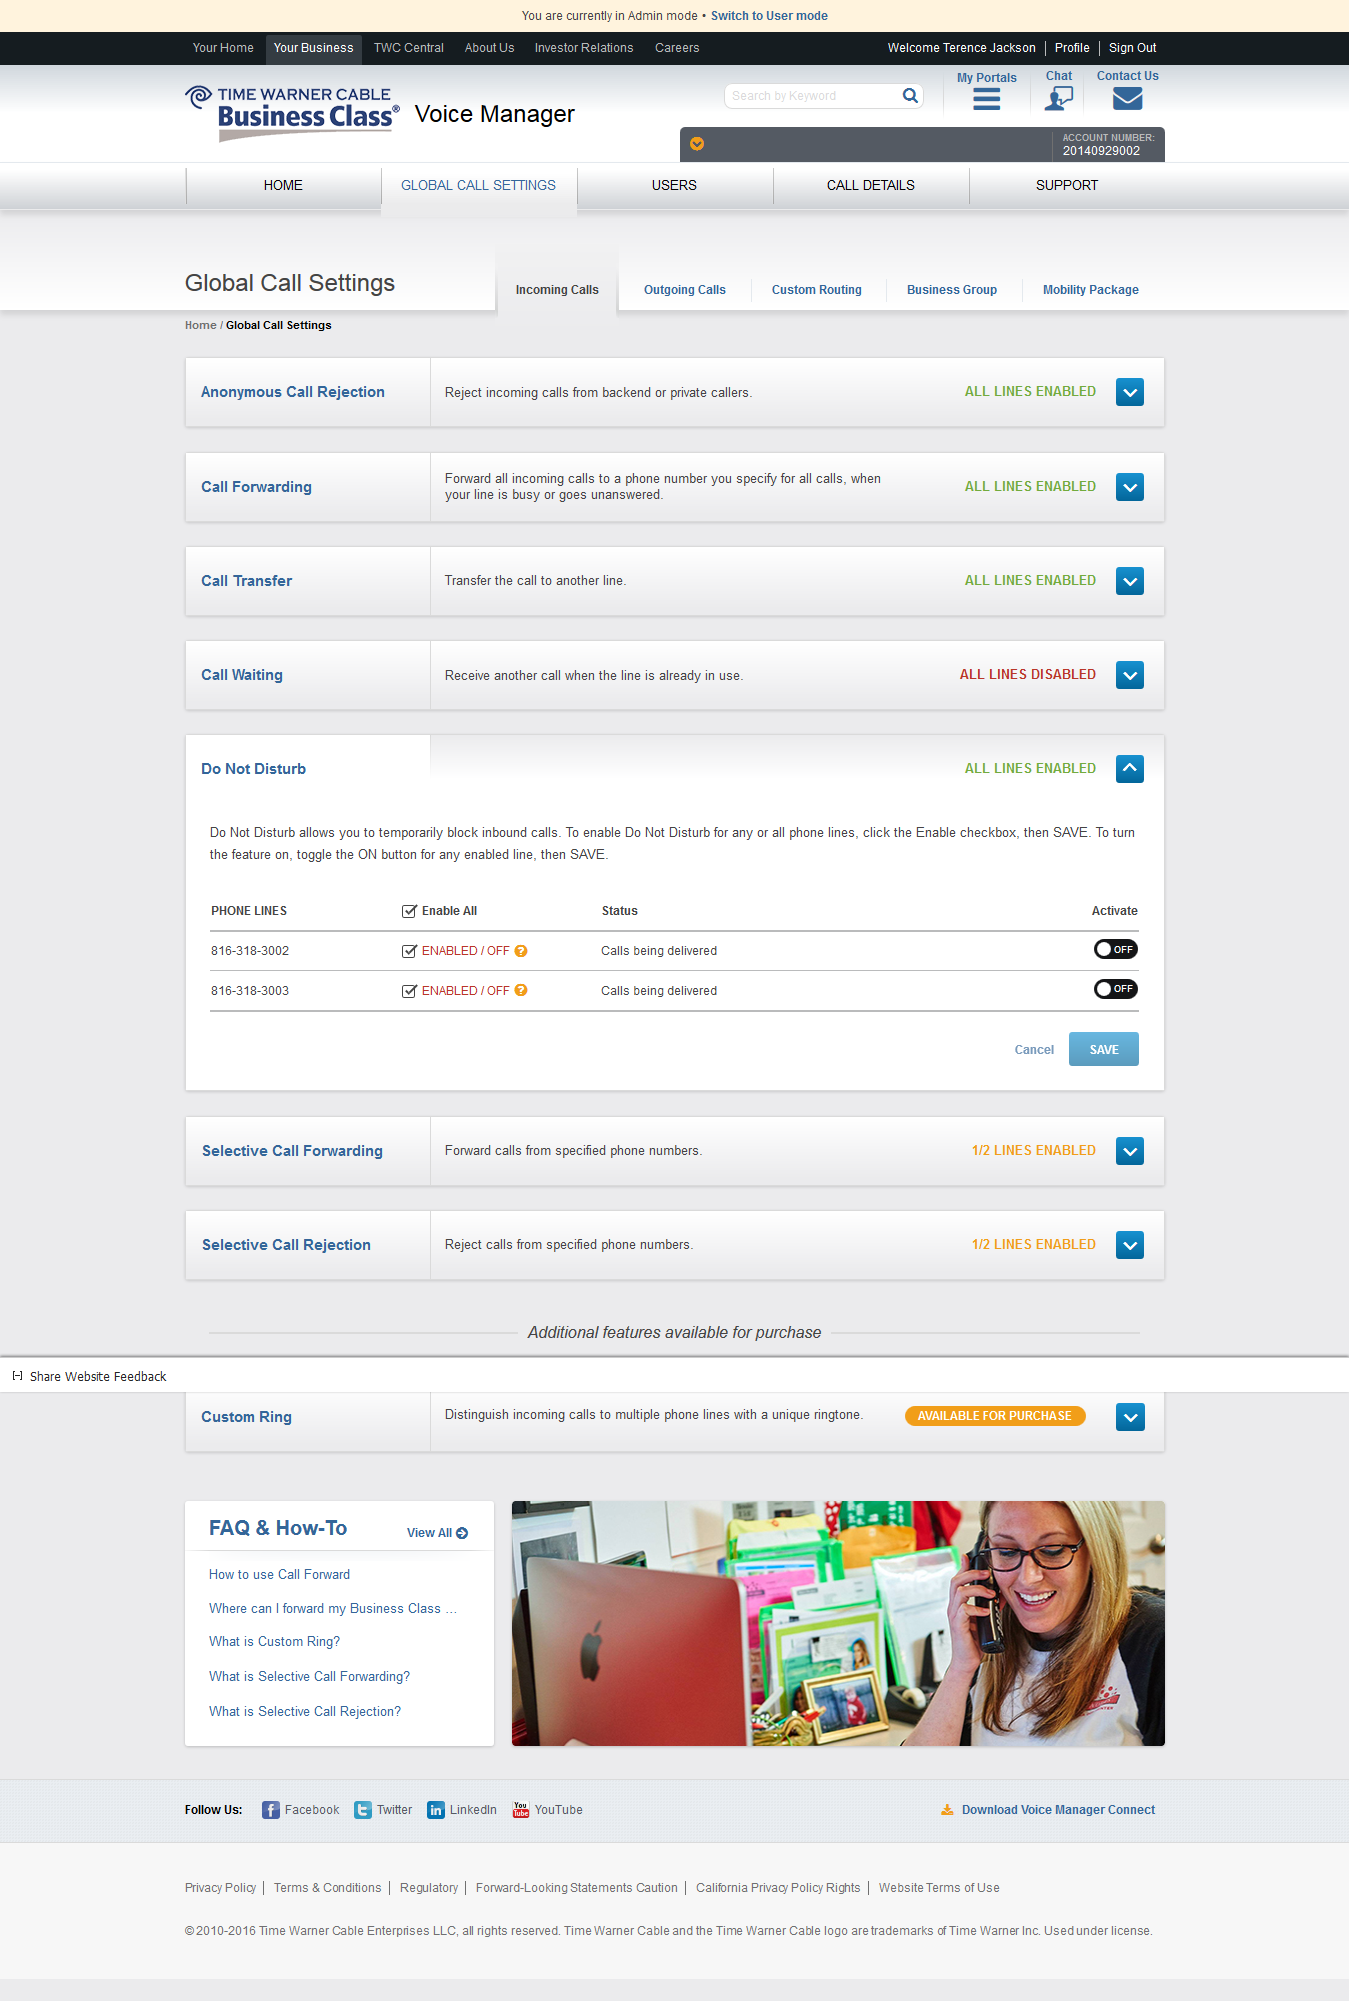 You are currently in Admin mode • Switch to User mode
Your Home Your Business TWC Central About Us Investor Relations Careers Welcome Terence Jackson Profile Sign Out
TIME WARNER CABLE
Business Class® Voice Manager
Search by Keyword
My Portals Chat Contact Us
ACCOUNT NUMBER:
20140929002
HOME GLOBAL CALL SETTINGS USERS CALL DETAILS SUPPORT
Global Call Settings
Incoming Calls Outgoing Calls Custom Routing Business Group Mobility Package
Home / Global Call Settings
Anonymous Call Rejection Reject incoming calls from backend or private callers. ALL LINES ENABLED
Call Forwarding Forward all incoming calls to a phone number you specify for all calls, when
your line is busy or goes unanswered. ALL LINES ENABLED
Call Transfer Transfer the call to another line. ALL LINES ENABLED
Call Waiting Receive another call when the line is already in use. ALL LINES DISABLED
Do Not Disturb ALL LINES ENABLED
Do Not Disturb allows you to temporarily block inbound calls. To enable Do Not Disturb for any or all phone lines, click the Enable checkbox, then SAVE. To turn
the feature on, toggle the ON button for any enabled line, then SAVE.
PHONE LINES Enable All Status Activate
816-318-3002 ENABLED / OFF ? Calls being delivered OFF
816-318-3003 ENABLED / OFF ? Calls being delivered OFF
Cancel SAVE
Selective Call Forwarding Forward calls from specified phone numbers. 1/2 LINES ENABLED
Selective Call Rejection Reject calls from specified phone numbers. 1/2 LINES ENABLED
Additional features available for purchase
[-] Share Website Feedback
Custom Ring Distinguish incoming calls to multiple phone lines with a unique ringtone. AVAILABLE FOR PURCHASE
FAQ & How-To View All
How to use Call Forward
Where can I forward my Business Class ...
What is Custom Ring?
What is Selective Call Forwarding?
What is Selective Call Rejection?
Follow Us: Facebook Twitter LinkedIn YouTube Download Voice Manager Connect
Privacy Policy Terms & Conditions Regulatory Forward-Looking Statements Caution California Privacy Policy Rights Website Terms of Use
© 2010-2016 Time Warner Cable Enterprises LLC, all rights reserved. Time Warner Cable and the Time Warner Cable logo are trademarks of Time Warner Inc. Used under license.